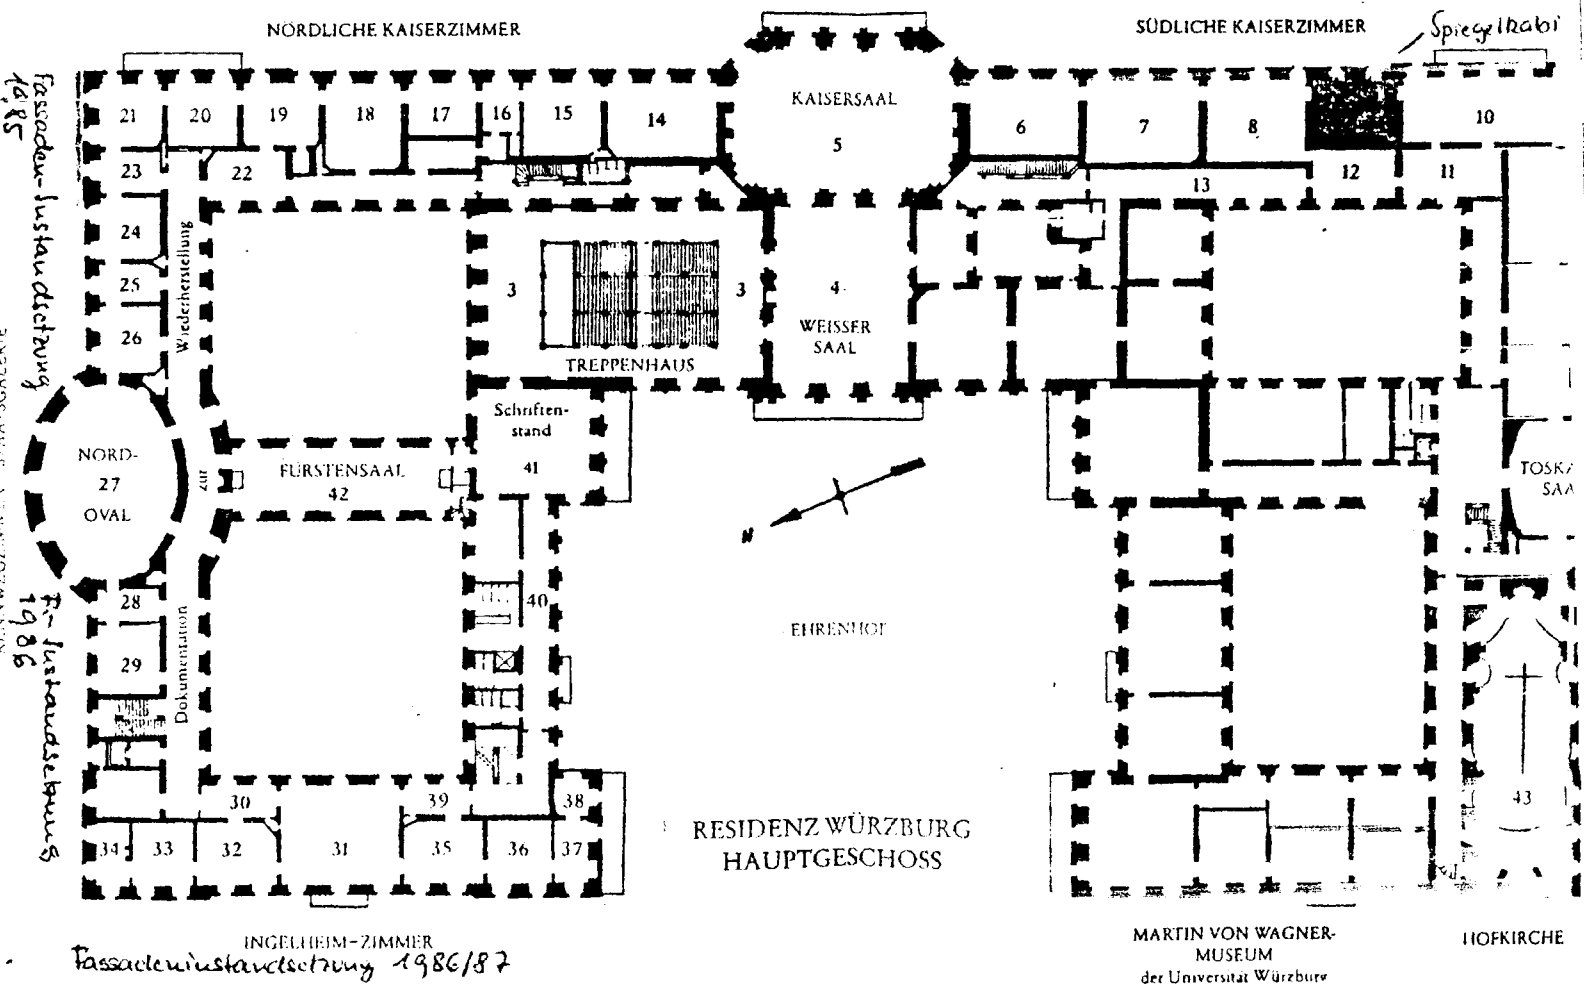 NÖRDLICHE KAISERZIMMER
SÜDLICHE KAISERZIMMER
Spiegelkabi
Fassaden-Instandsetzung
1985
21
20
19
18
17
16
15
14
KAISERSAAL
5
6
7
8
10
23
22
13
12
11
24
25
26
Wiederherstellung
3
3
TREPPENHAUS
4
WEISSER
SAAL
NORD-
27
OVAL
FÜRSTENSAAL
42
Schriften-
stand
41
TOSKA
SAA
N
28
29
Dokumentation
40
EHRENHOF
F.-Instandsetzung
1986
30
39
38
34
33
32
31
35
36
37
43
RESIDENZ WÜRZBURG
HAUPTGESCHOSS
INGELHEIM-ZIMMER
Fassadeninstandsetzung 1986/87
MARTIN VON WAGNER-
MUSEUM
der Universität Würzburg
HOFKIRCHE